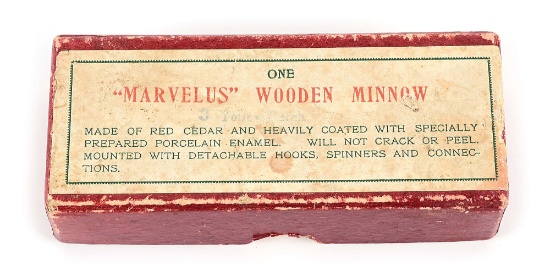 ONE
"MARVELUS" WOODEN MINNOW
MADE OF RED CEDAR AND HEAVILY COATED WITH SPECIALLY
PREPARED PORCELAIN ENAMEL. WILL NOT CRACK OR PEEL.
MOUNTED WITH DETACHABLE HOOKS, SPINNERS AND CONNEC-
TIONS.